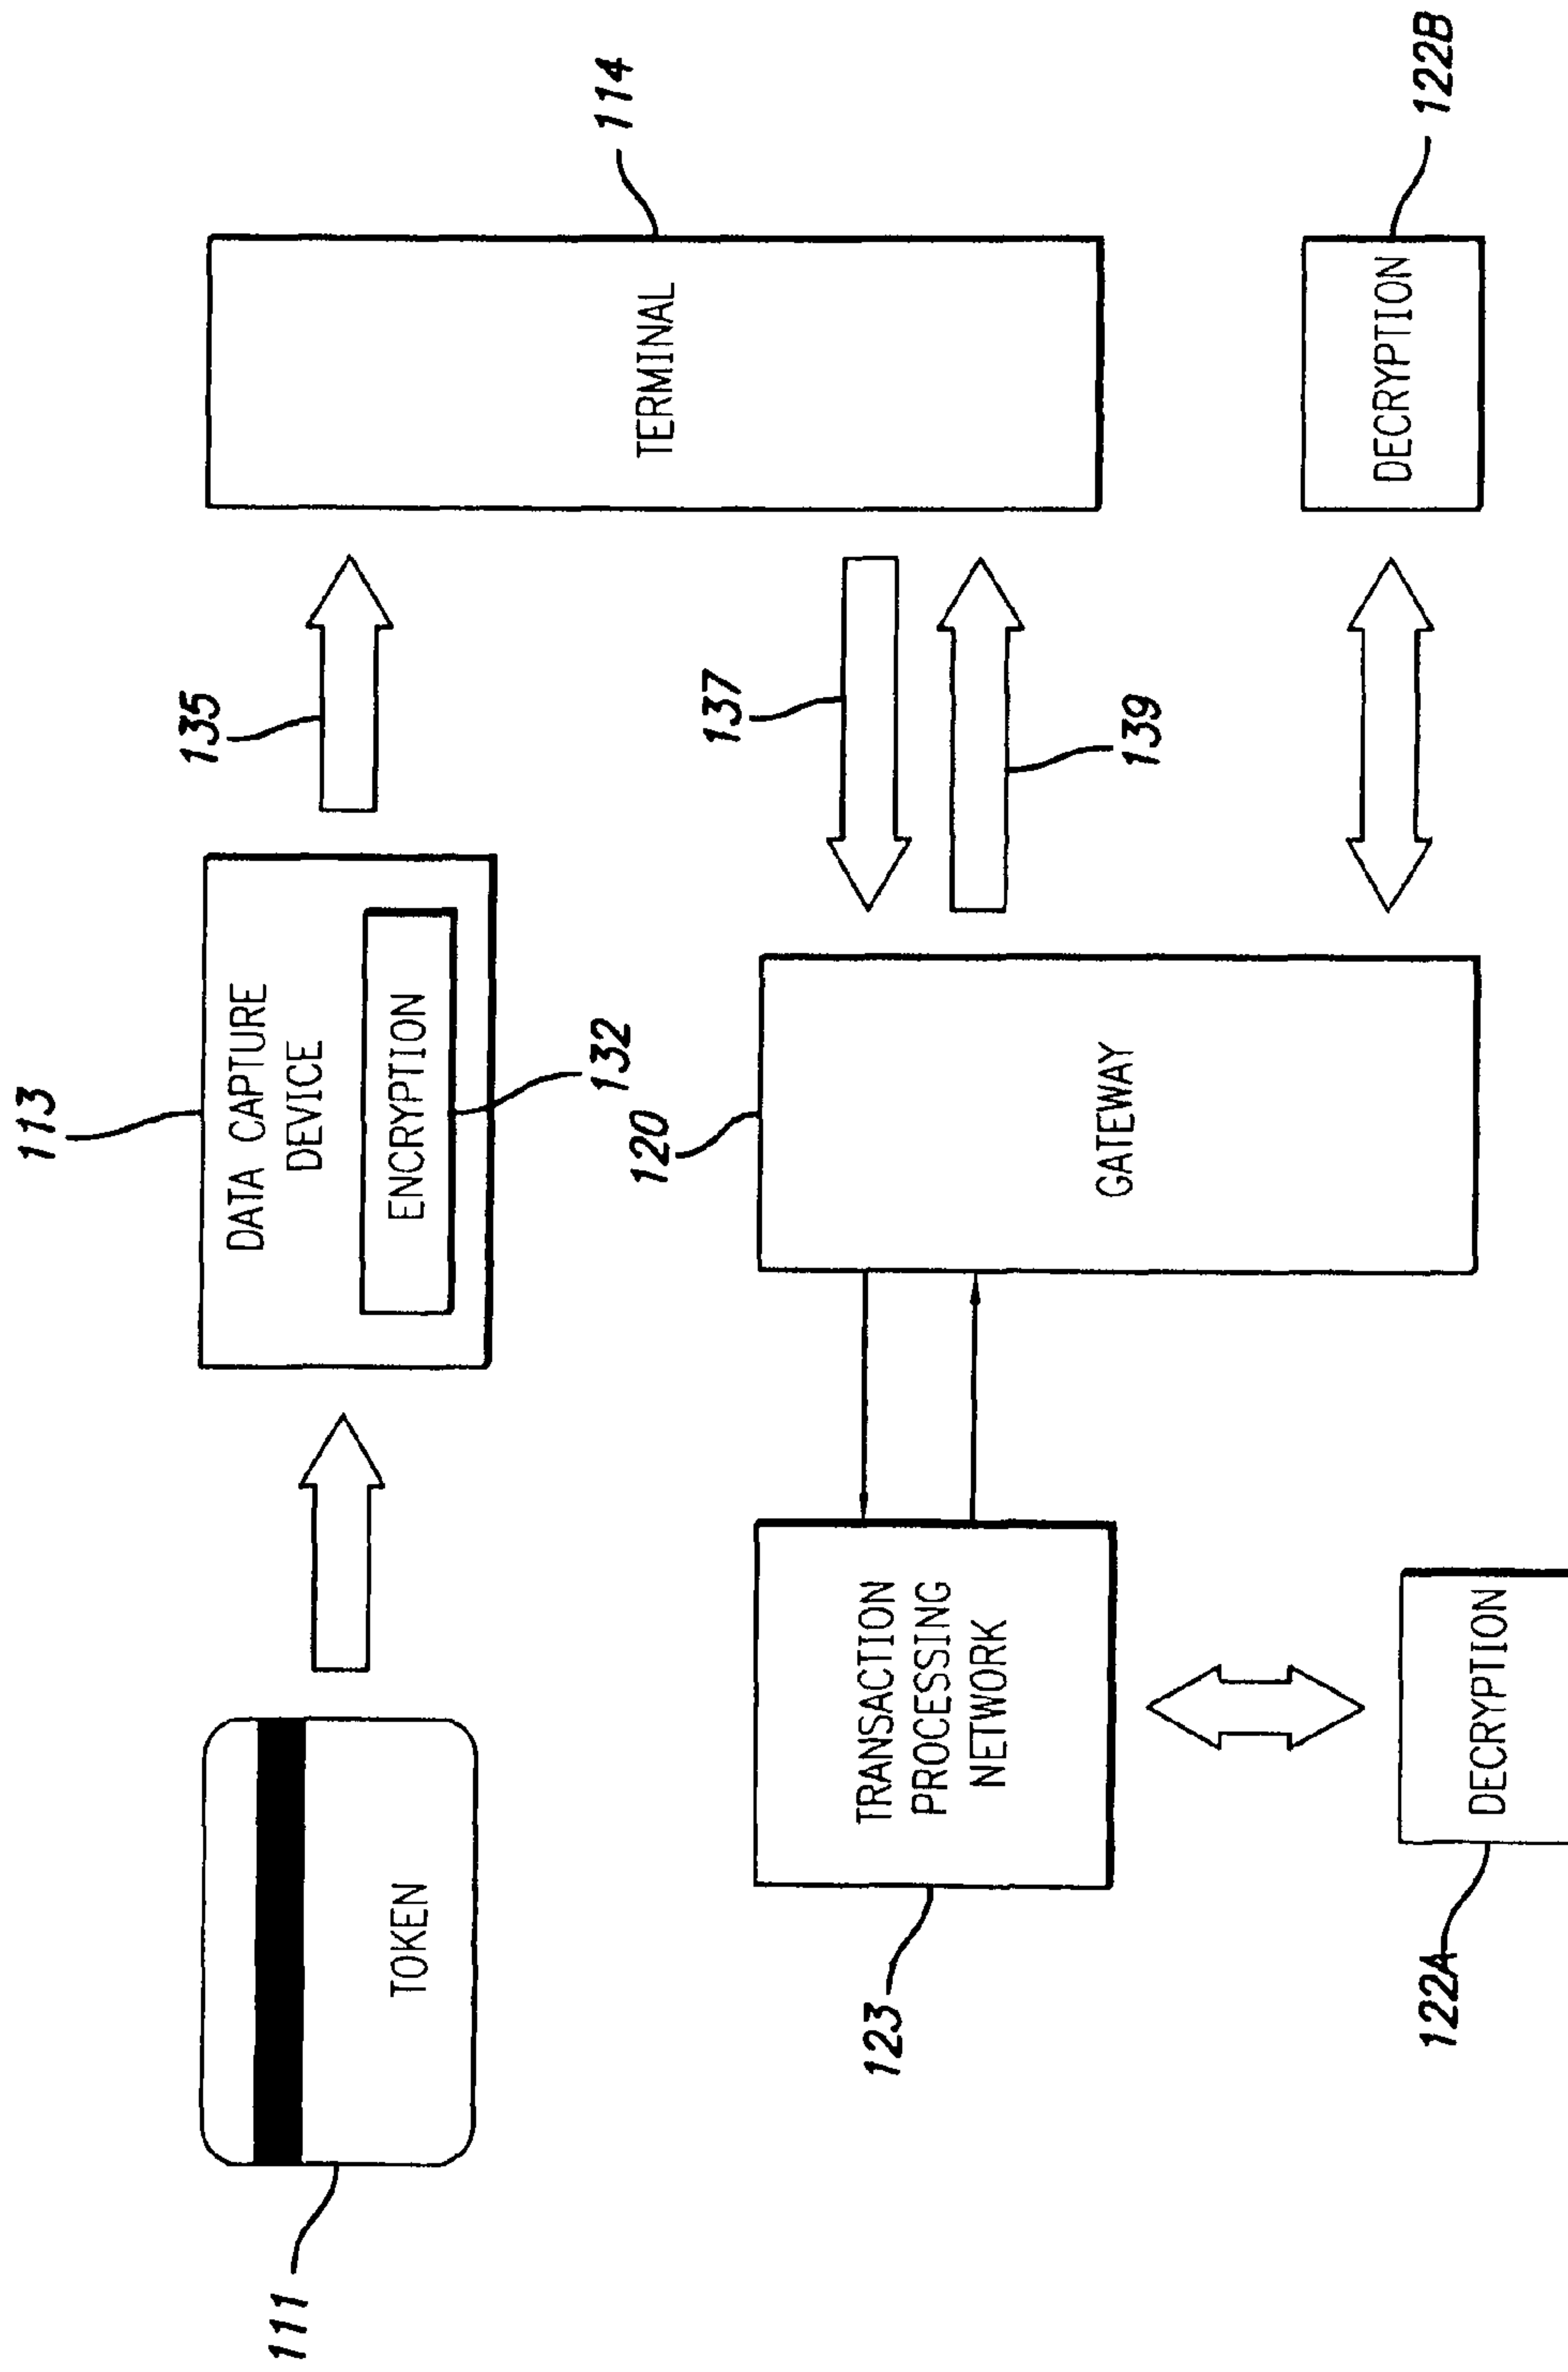 113
135
114
DATA CAPTURE
DEVICE
ENCRYPTION
132
TOKEN
111
TERMINAL
120
137
139
GATEWAY
TRANSACTION
PROCESSING
NETWORK
123
DECRYPTION
122A
DECRYPTION
122B